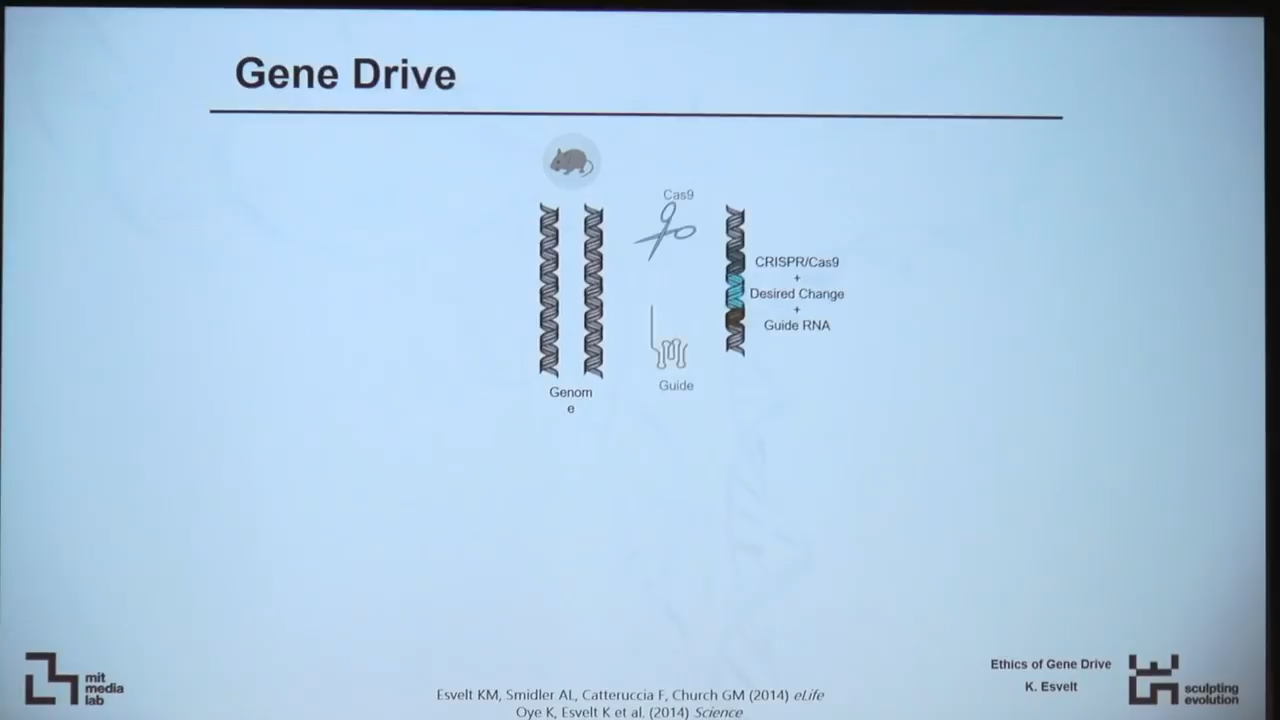 Gene Drive
Cas9
CRISPR/Cas9
+
Desired Change
+
Guide RNA
Genom
e
Guide
mit
media
lab
Esvelt KM, Smidler AL, Catteruccia F, Church GM (2014) eLife
Oye K, Esvelt K et al. (2014) Science
Ethics of Gene Drive
K. Esvelt
sculpting
evolution